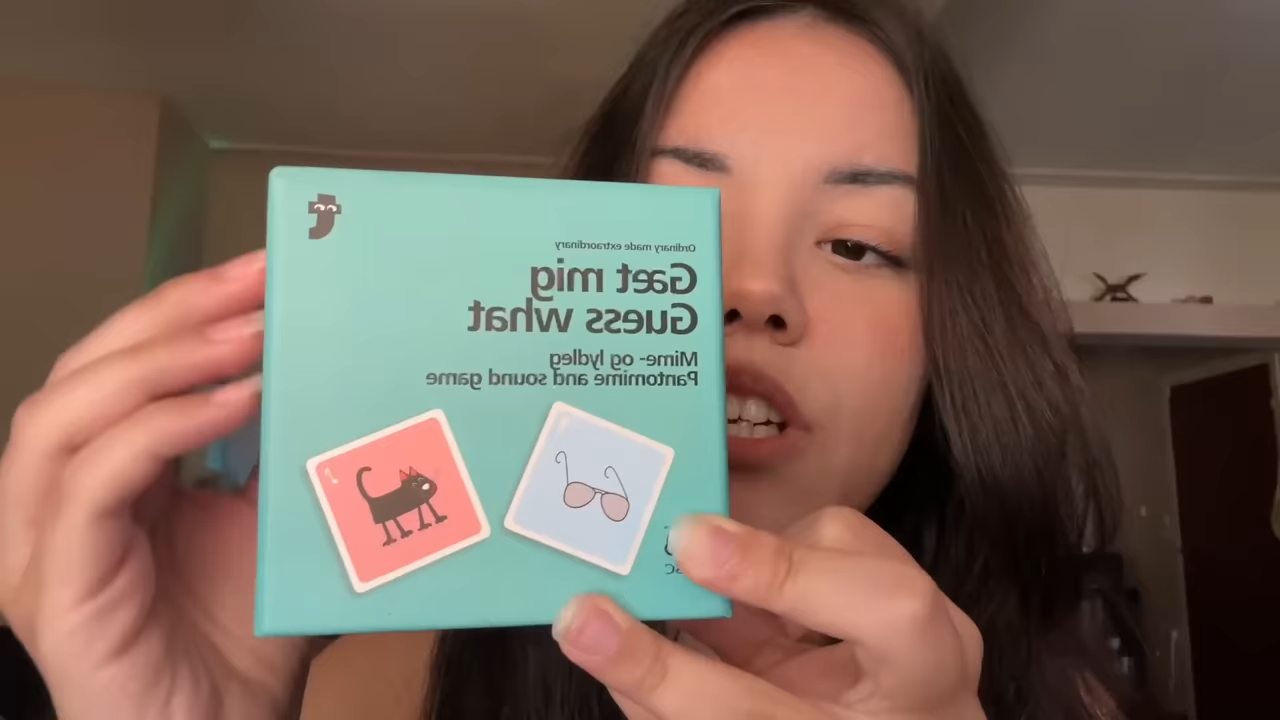 Ordinary made extraordinary
Gæt mig
Guess what
Mime- og lydleg
Pantomime and sound game